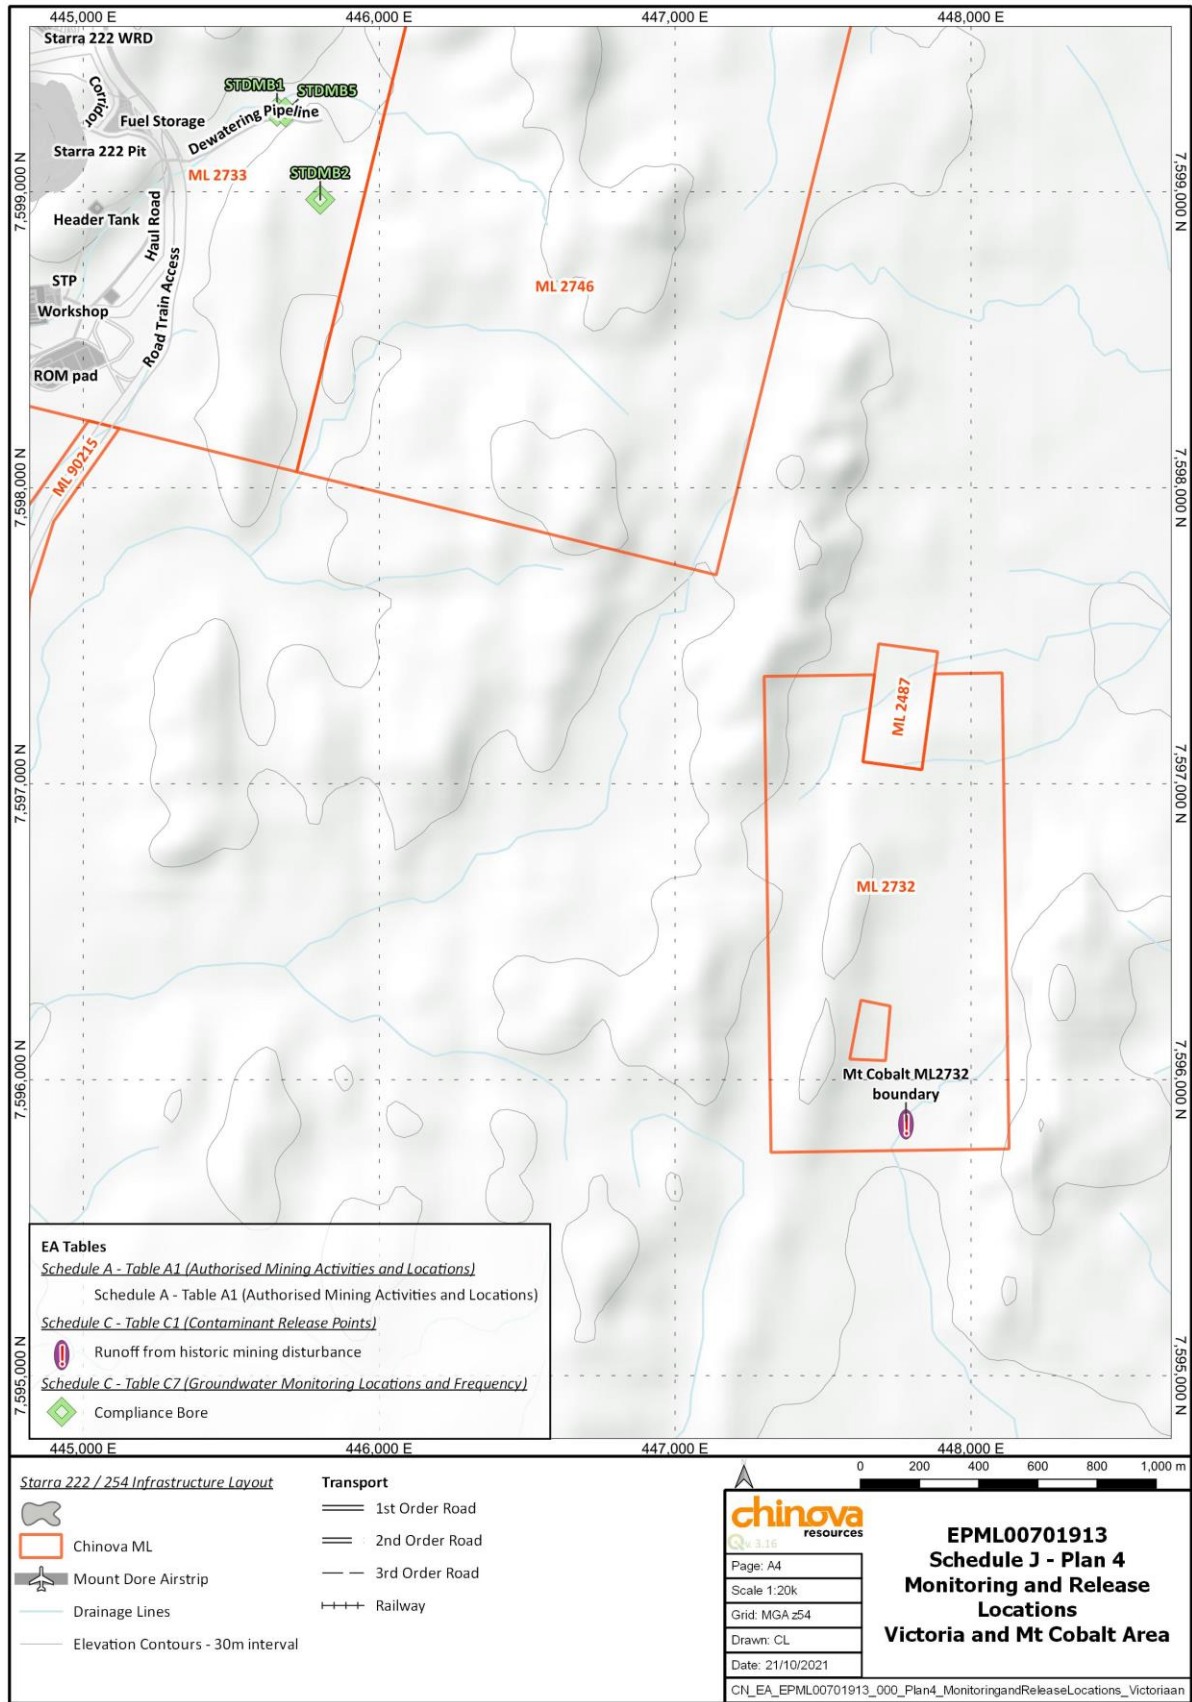 445,000 E
446,000 E
447,000 E
448,000 E
Starra 222 WRD
Corridor
STDMB1
STDMB5
Fuel Storage
Dewatering Pipeline
Starra 222 Pit
ML 2733
STDMB2
7,599,000 N
7,599,000 N
Header Tank
Haul Road
Road Train Access
STP
ML 2746
Workshop
ROM pad
ML 90215
7,598,000 N
7,598,000 N
ML 2487
7,597,000 N
7,597,000 N
ML 2732
7,596,000 N
7,596,000 N
Mt Cobalt ML2732
boundary
EA Tables
Schedule A - Table A1 (Authorised Mining Activities and Locations)
Schedule A - Table A1 (Authorised Mining Activities and Locations)
Schedule C - Table C1 (Contaminant Release Points)
Runoff from historic mining disturbance
Schedule C - Table C7 (Groundwater Monitoring Locations and Frequency)
Compliance Bore
7,595,000 N
7,595,000 N
445,000 E
446,000 E
447,000 E
448,000 E
Starra 222 / 254 Infrastructure Layout
Chinova ML
Mount Dore Airstrip
Drainage Lines
Elevation Contours - 30m interval
Transport
1st Order Road
2nd Order Road
3rd Order Road
Railway
0 200 400 600 800 1,000 m
chinova
resources
v. 3.16
Page: A4
Scale 1:20k
Grid: MGA z54
Drawn: CL
Date: 21/10/2021
EPML00701913
Schedule J - Plan 4
Monitoring and Release
Locations
Victoria and Mt Cobalt Area
CN_EA_EPML00701913_000_Plan4_MonitoringandReleaseLocations_Victoriaan